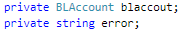 private BLAccount blaccout;
private string error;